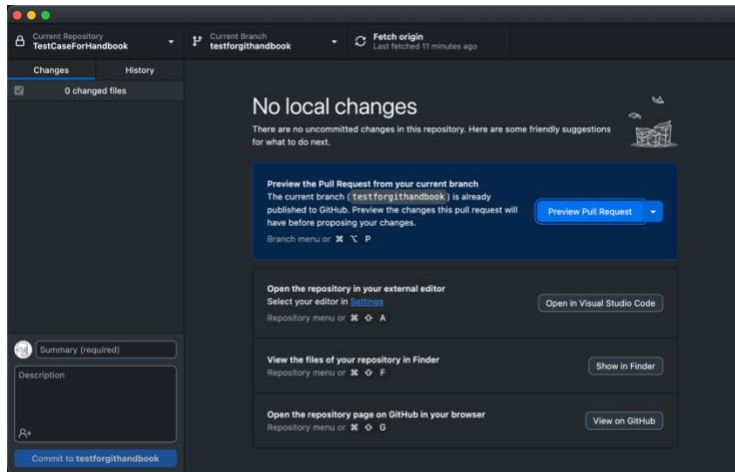 Current Repository
TestCaseForHandbook
Current Branch
testforgithandbook
Fetch origin
Last fetched 11 minutes ago
Changes
History
0 changed files
No local changes
There are no uncommitted changes in this repository. Here are some friendly suggestions
for what to do next.
Preview the Pull Request from your current branch
The current branch (testforgithandbook) is already
published to GitHub. Preview the changes this pull request will
have before proposing your changes.
Branch menu or ⌘ ⌥ P
Preview Pull Request
Open the repository in your external editor
Select your editor in Settings
Repository menu or ⌘ ⇧ A
Open in Visual Studio Code
View the files of your repository in Finder
Repository menu or ⌘ ⇧ F
Show in Finder
Open the repository page on GitHub in your browser
Repository menu or ⌘ ⇧ G
View on GitHub
Summary (required)
Description
Commit to testforgithandbook